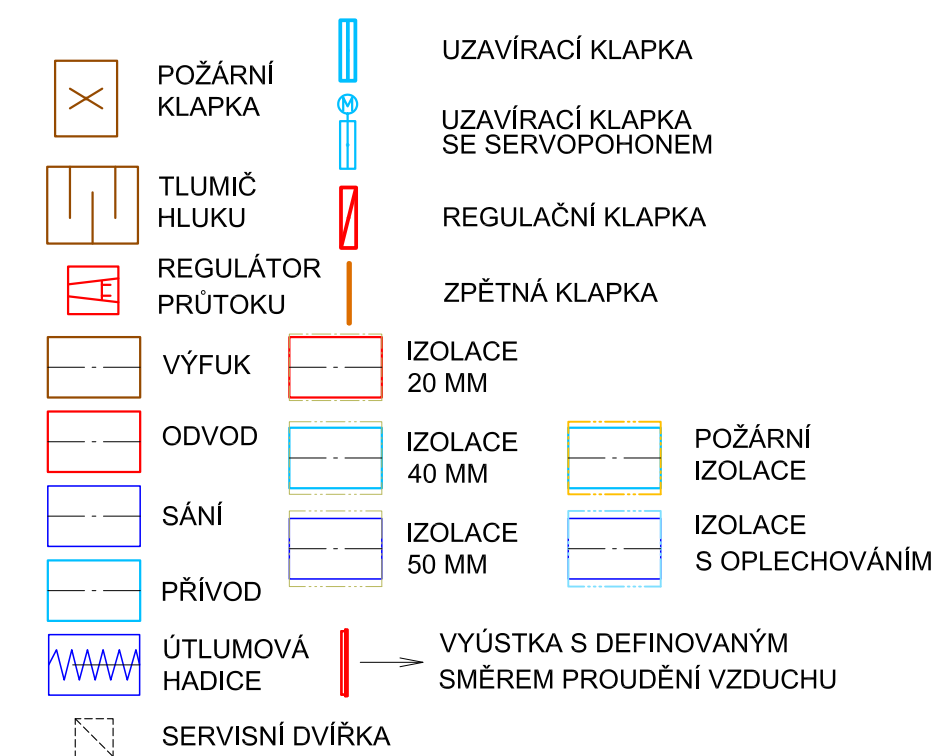 POŽÁRNÍ
KLAPKA
TLUMIČ
HLUKU
REGULÁTOR
PRŮTOKU
VÝFUK
ODVOD
SÁNÍ
PŘÍVOD
ÚTLUMOVÁ
HADICE
SERVISNÍ DVÍŘKA
UZAVÍRACÍ KLAPKA
M
UZAVÍRACÍ KLAPKA
SE SERVOPOHONEM
REGULAČNÍ KLAPKA
ZPĚTNÁ KLAPKA
IZOLACE
20 MM
IZOLACE
40 MM
IZOLACE
50 MM
POŽÁRNÍ
IZOLACE
IZOLACE
S OPLECHOVÁNÍM
VYÚSTKA S DEFINOVANÝM
SMĚREM PROUDĚNÍ VZDUCHU